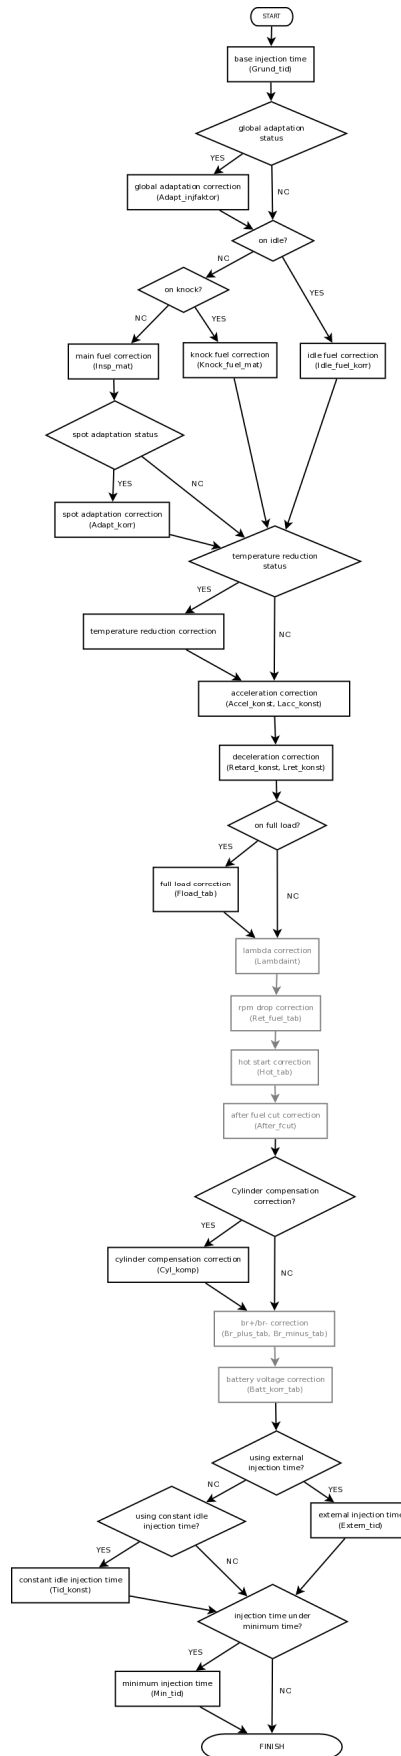 START
base injection time
(Grund_tid)
global adaptation
status
YES
NC
global adaptation correction
(Adapt_injfaktor)
on idle?
NC
YES
on knock?
NC
YES
main fuel correction
(Insp_mat)
knock fuel correction
(Knock_fuel_mat)
idle fuel correction
(Idle_fuel_korr)
spot adaptation status
YES
NC
spot adaptation correction
(Adapt_korr)
temperature reduction
status
YES
NC
temperature reduction correction
acceleration correction
(Accel_konst, Lacc_konst)
deceleration correction
(Retard_konst, Lret_konst)
on full load?
YES
NC
full load correction
(Fload_tab)
lambda correction
(Lambdaint)
rpm drop correction
(Ret_fuel_tab)
hot start correction
(Hot_tab)
after fuel cut correction
(After_fcut)
Cylinder compensation
correction?
YES
NC
cylinder compensation correction
(Cyl_komp)
br+/br- correction
(Br_plus_tab, Br_minus_tab)
battery voltage correction
(Batt_korr_tab)
using external
injection time?
NC
YES
using constant idle
injection time?
external injection time
(Extern_tid)
YES
NC
constant idle injection time
(Tid_konst)
injection time under
minimum time?
YES
NC
minimum injection time
(Min_tid)
FINISH